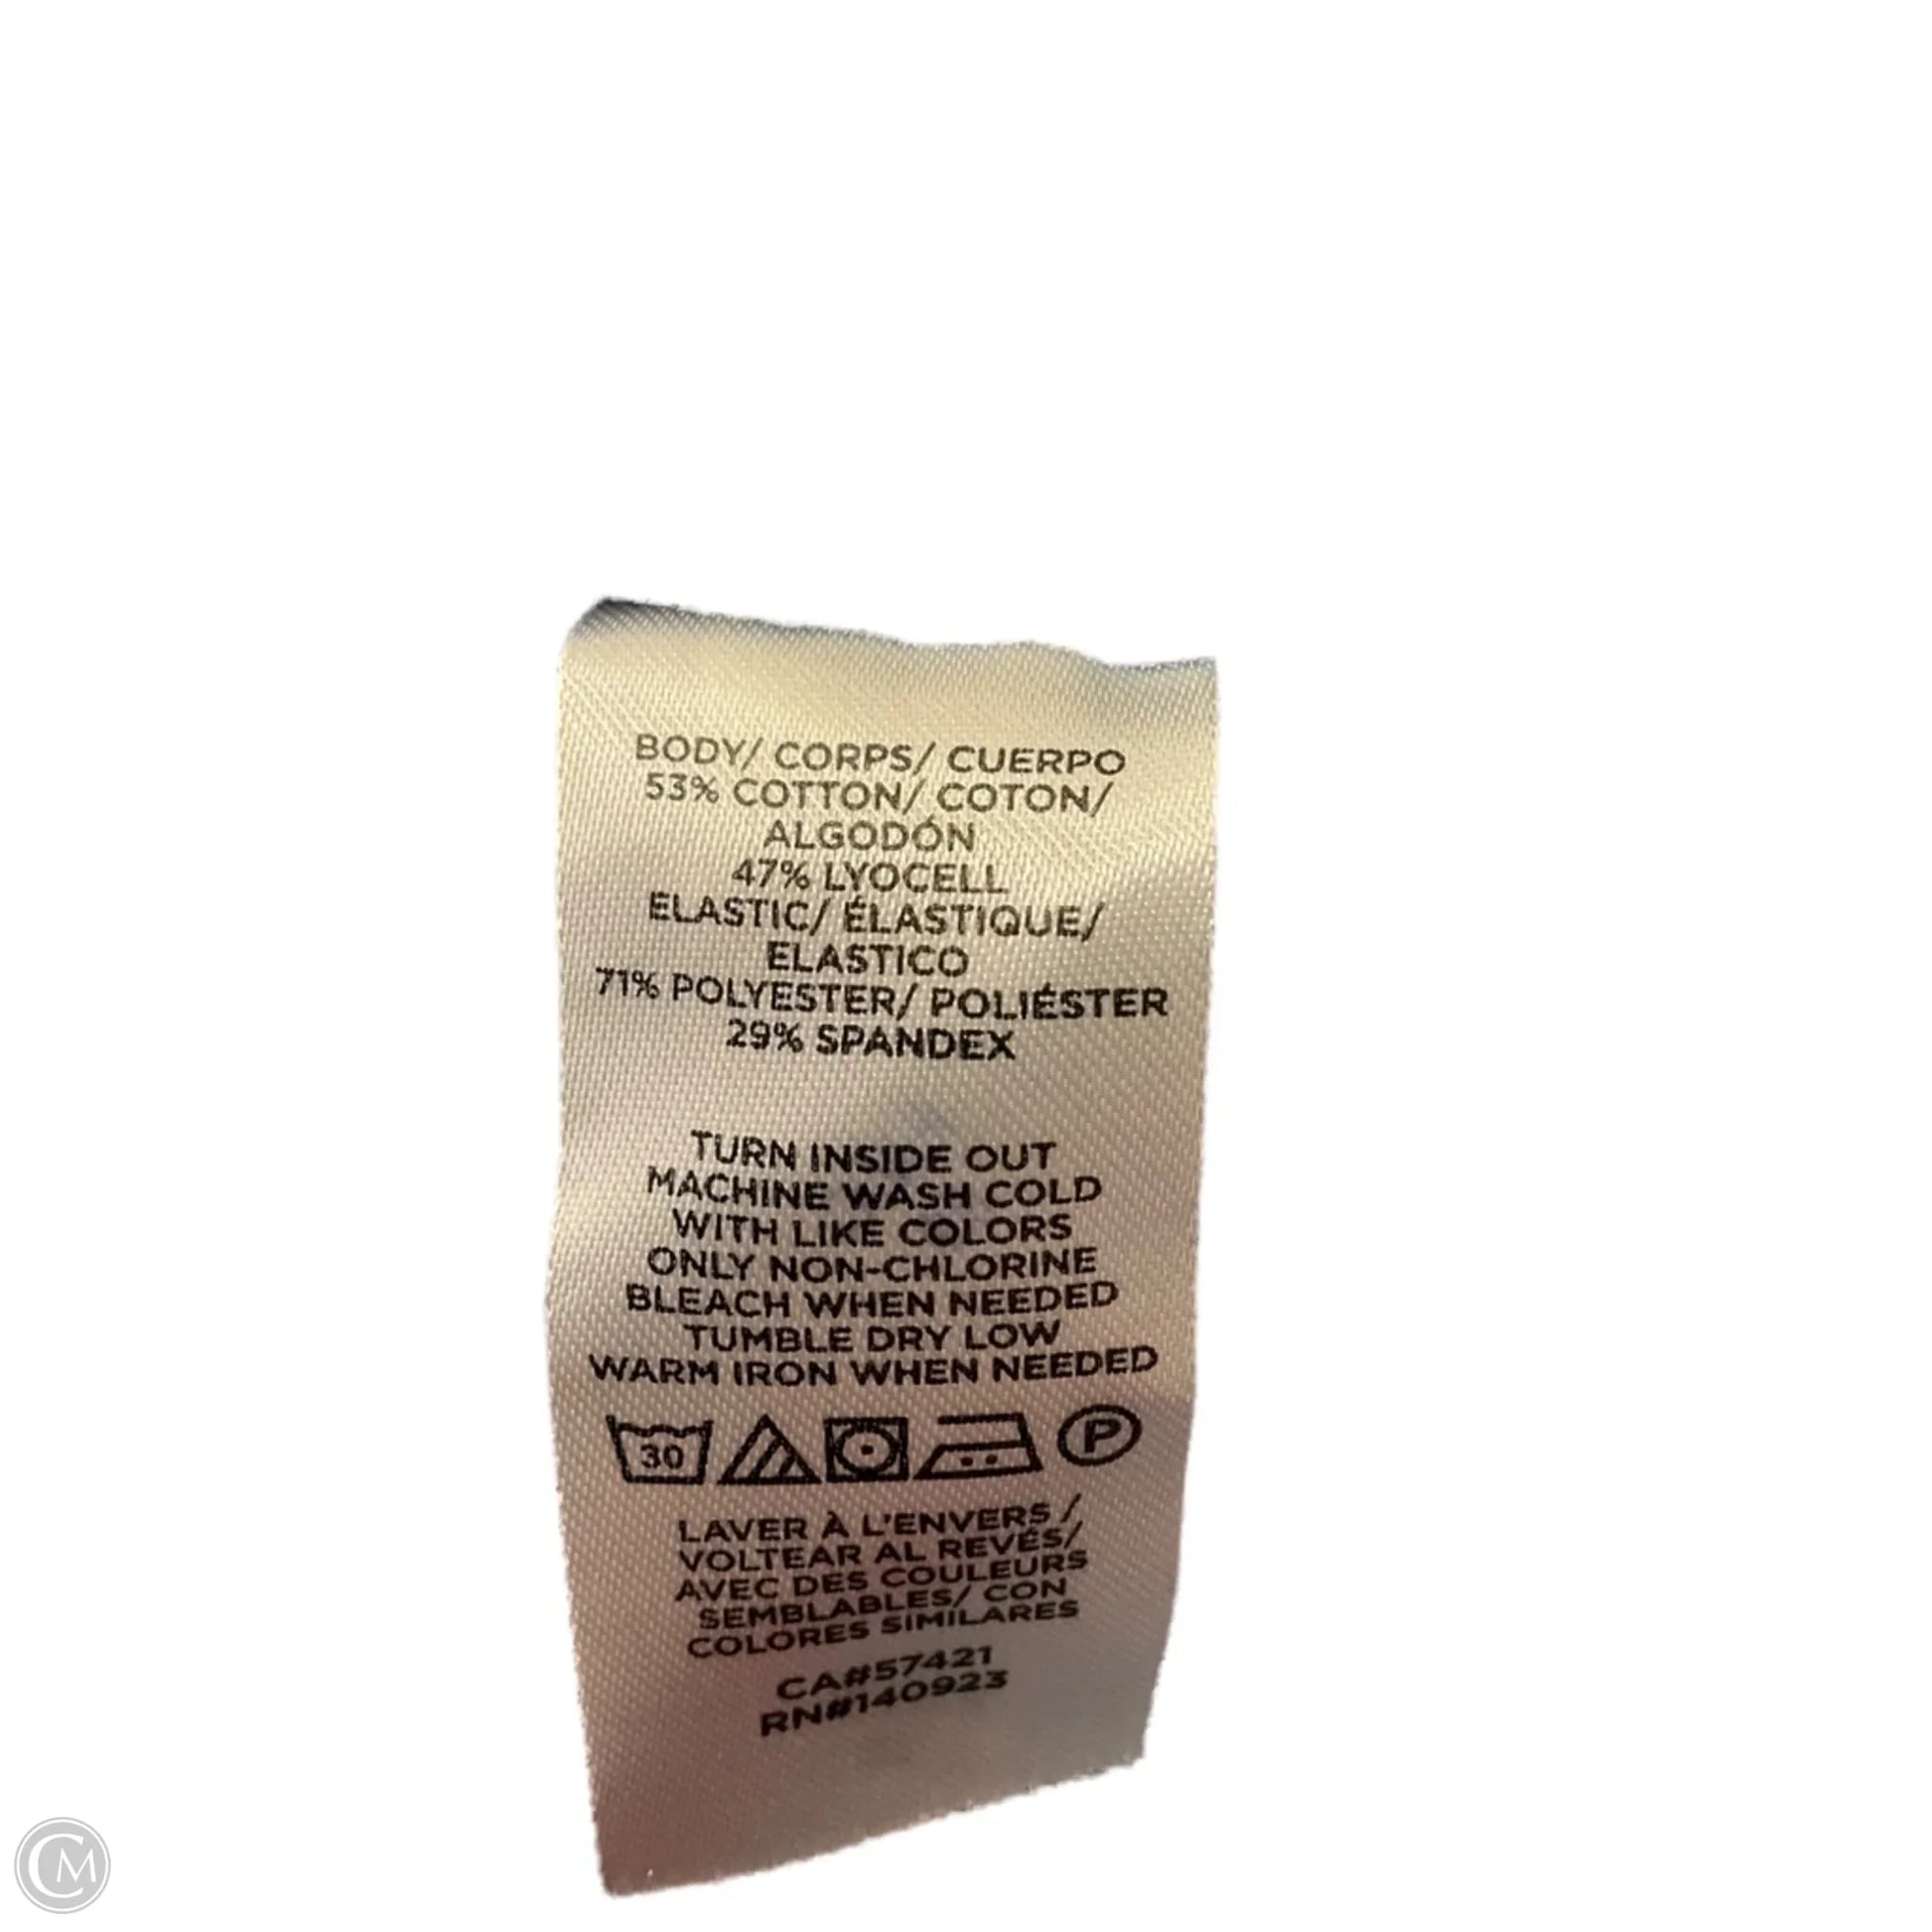 BODY/ CORPS/ CUERPO
53% COTTON/ COTON/
ALGODÓN
47% LYOCELL
ELASTIC/ ÉLASTIQUE/
ELASTICO
71% POLYESTER/ POLIÉSTER
29% SPANDEX
TURN INSIDE OUT
MACHINE WASH COLD
WITH LIKE COLORS
ONLY NON-CHLORINE
BLEACH WHEN NEEDED
TUMBLE DRY LOW
WARM IRON WHEN NEEDED
30 P
LAVER À L'ENVERS /
VOLTEAR AL REVÉS/
AVEC DES COULEURS
SEMBLABLES/ CON
COLORES SIMILARES
CA#57421
RN#140923
CM